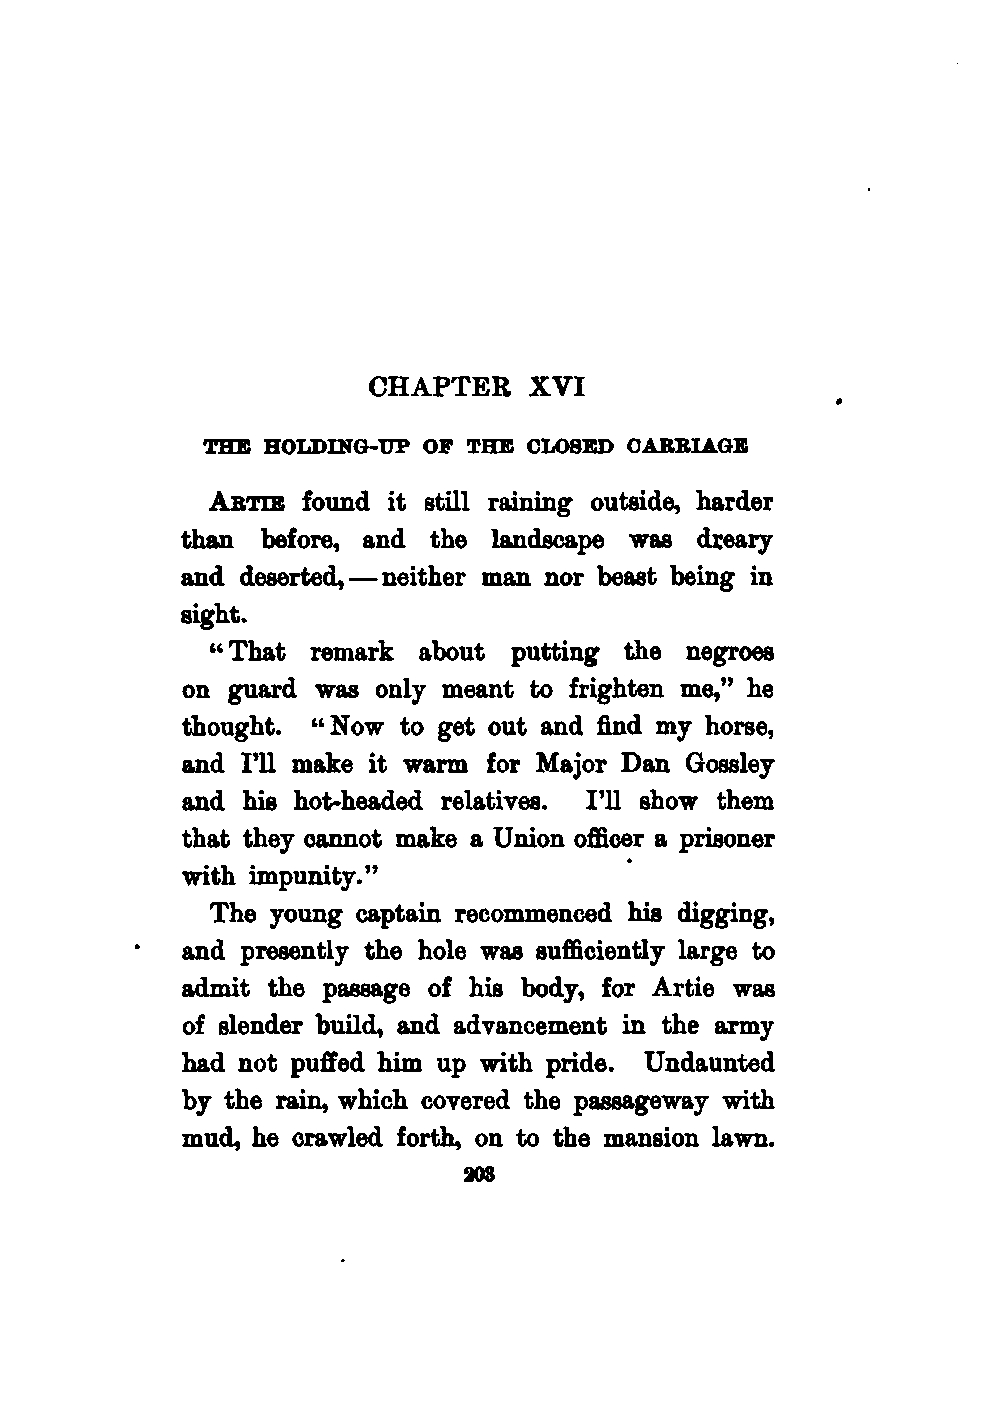 CHAPTER XVI
THE HOLDING-UP OF THE CLOSED CARRIAGE
ARTIE found it still raining outside, harder
than before, and the landscape was dreary
and deserted,—neither man nor beast being in
sight.
“That remark about putting the negroes
on guard was only meant to frighten me,” he
thought. “Now to get out and find my horse,
and I’ll make it warm for Major Dan Gossley
and his hot-headed relatives. I’ll show them
that they cannot make a Union officer a prisoner
with impunity.”
The young captain recommenced his digging,
and presently the hole was sufficiently large to
admit the passage of his body, for Artie was
of slender build, and advancement in the army
had not puffed him up with pride. Undaunted
by the rain, which covered the passageway with
mud, he crawled forth, on to the mansion lawn.
203